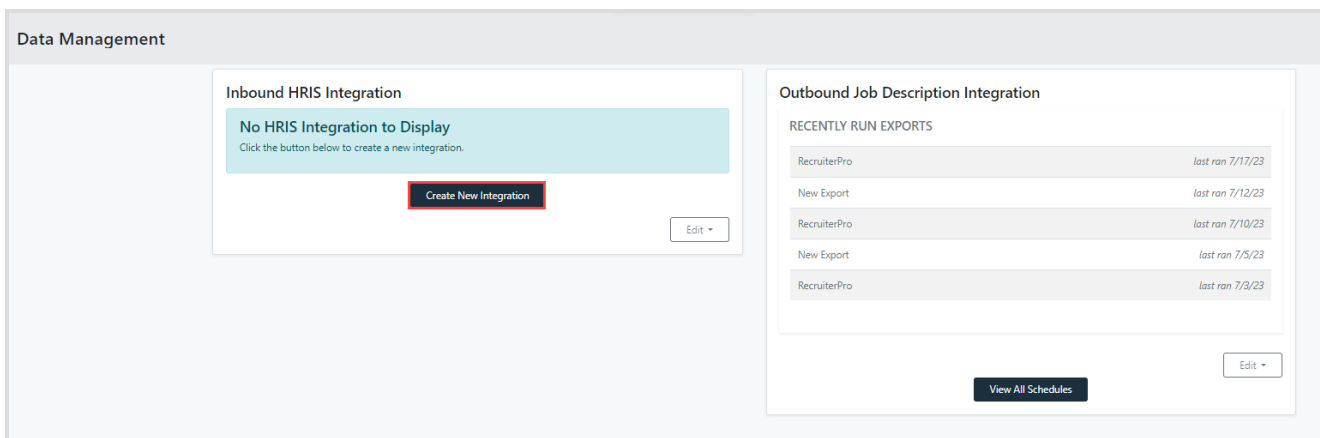 Data Management
Inbound HRIS Integration
No HRIS Integration to Display
Click the button below to create a new integration.
Create New Integration
Edit
Outbound Job Description Integration
RECENTLY RUN EXPORTS
RecruiterPro last ran 7/17/23
New Export last ran 7/12/23
RecruiterPro last ran 7/10/23
New Export last ran 7/5/23
RecruiterPro last ran 7/3/23
Edit
View All Schedules